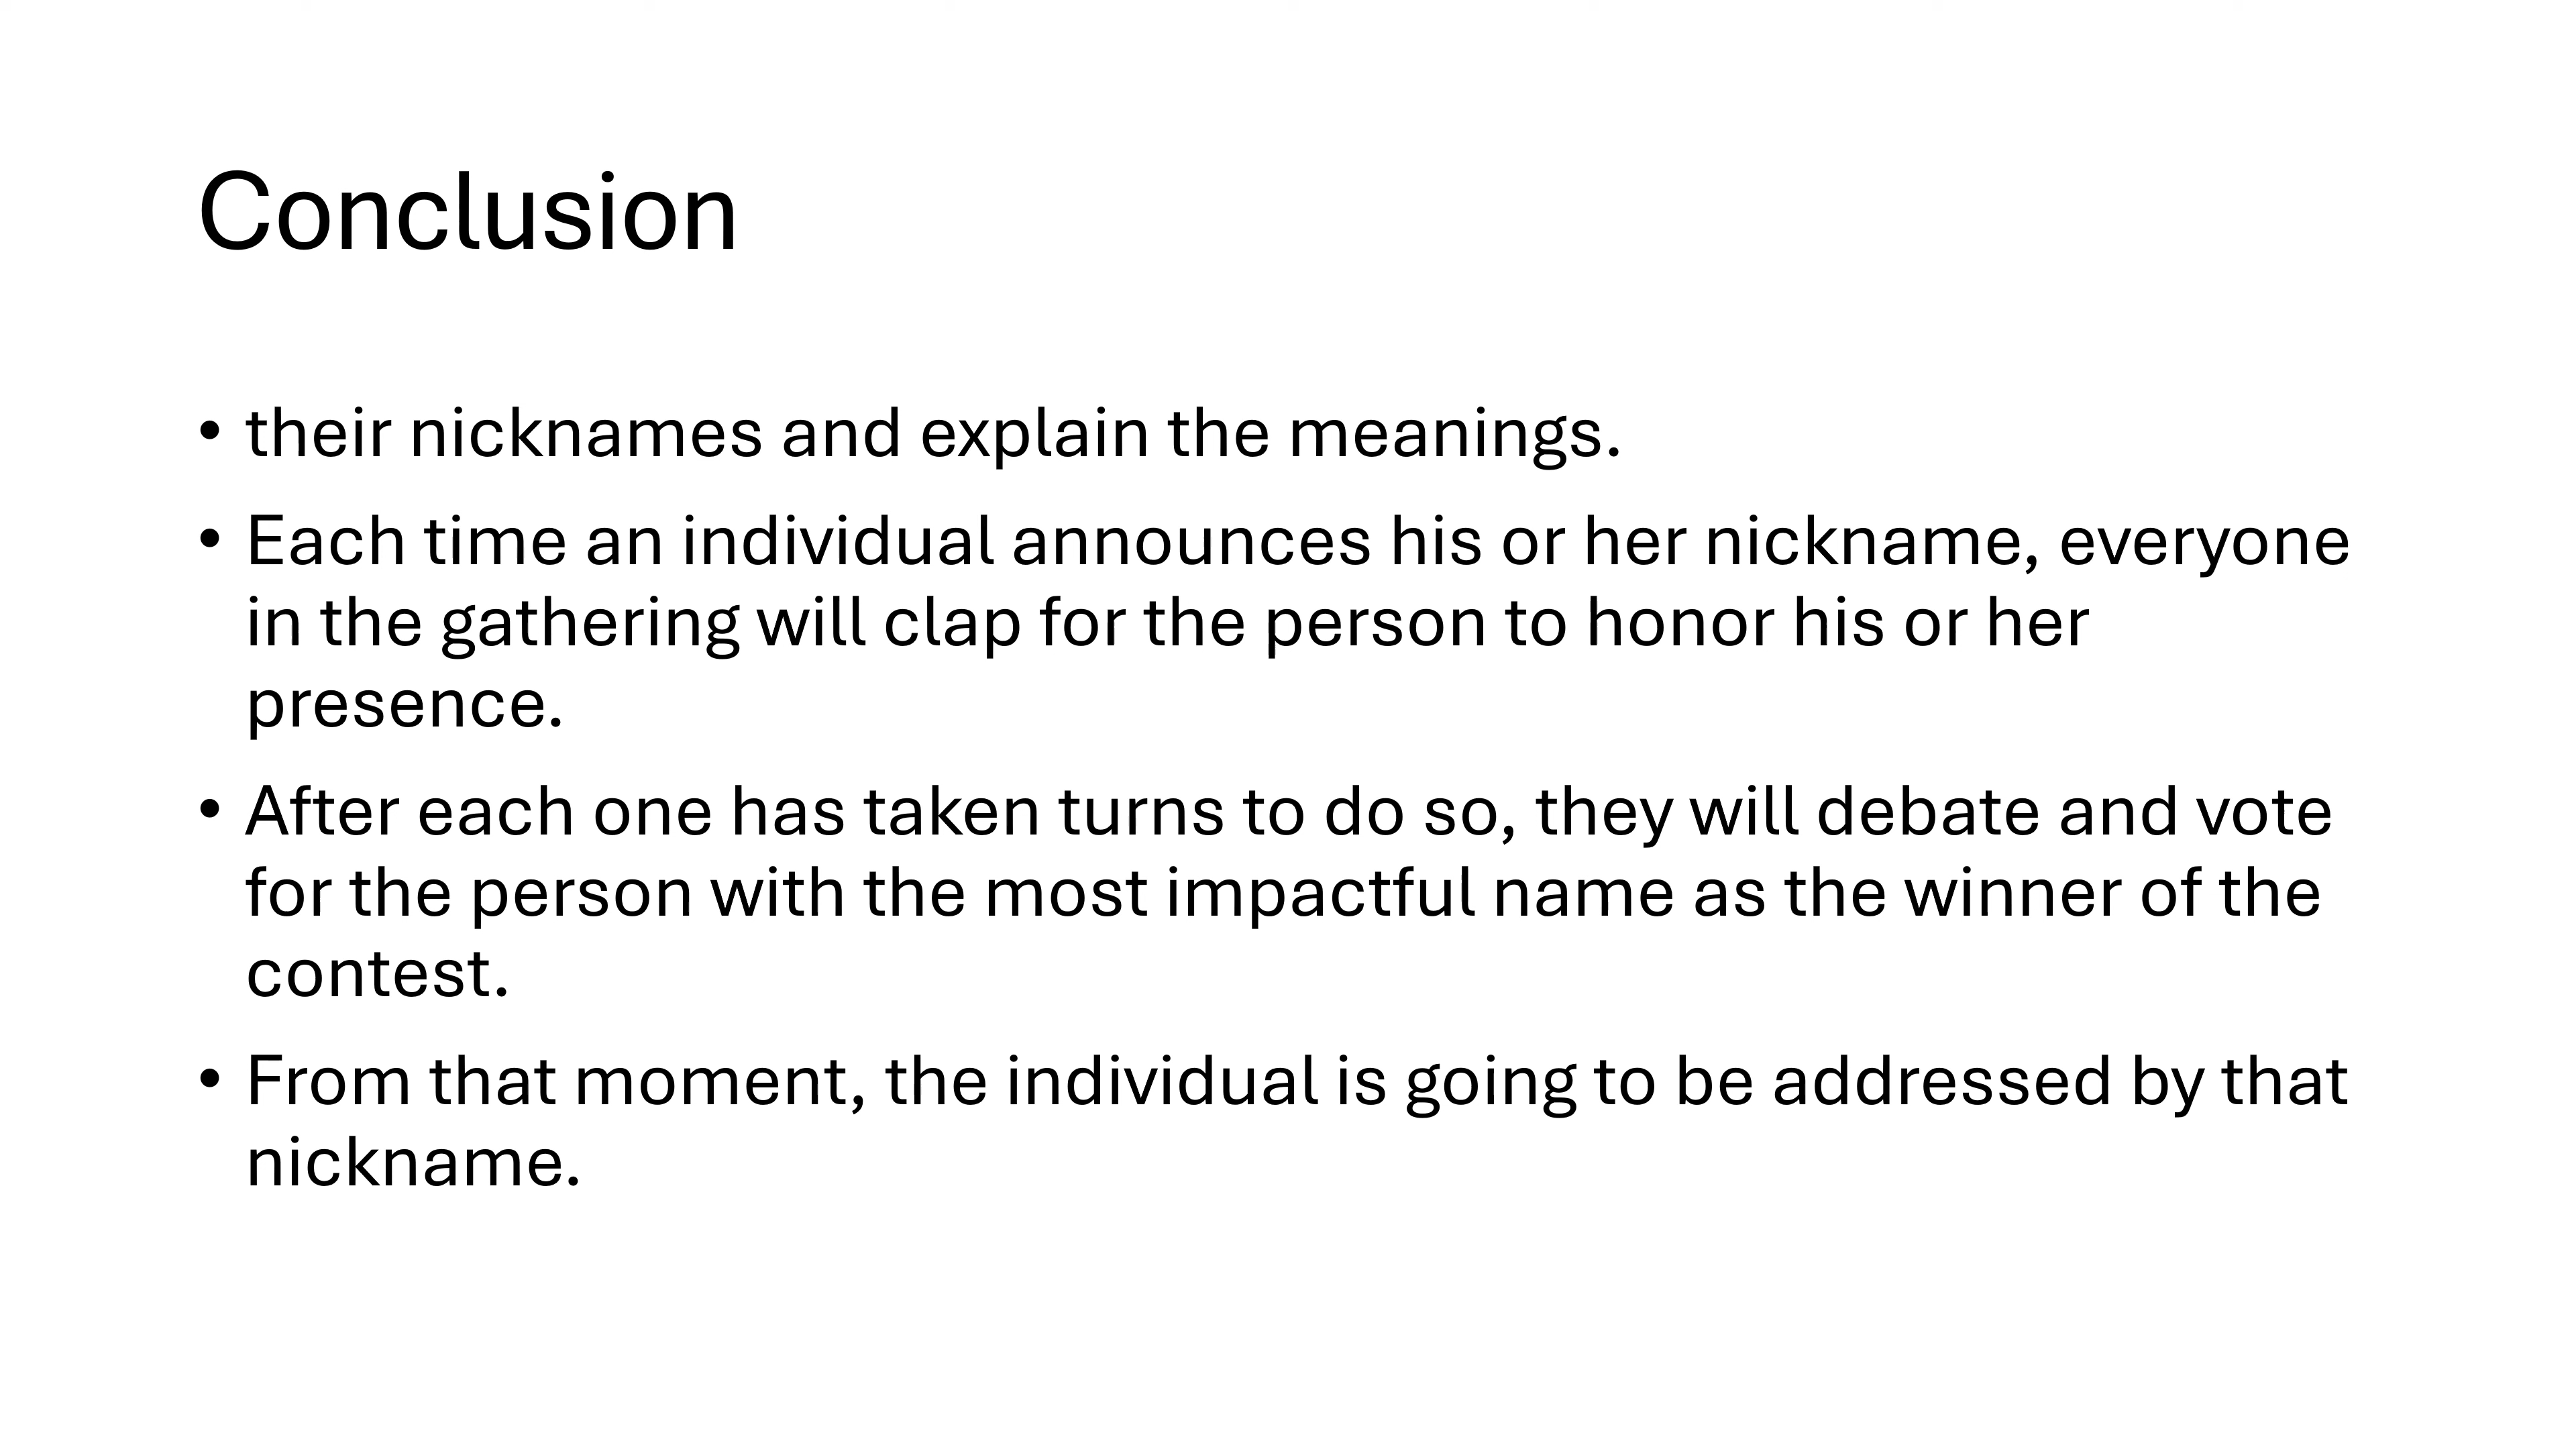 Conclusion
• their nicknames and explain the meanings.
• Each time an individual announces his or her nickname, everyone
in the gathering will clap for the person to honor his or her
presence.
• After each one has taken turns to do so, they will debate and vote
for the person with the most impactful name as the winner of the
contest.
• From that moment, the individual is going to be addressed by that
nickname.